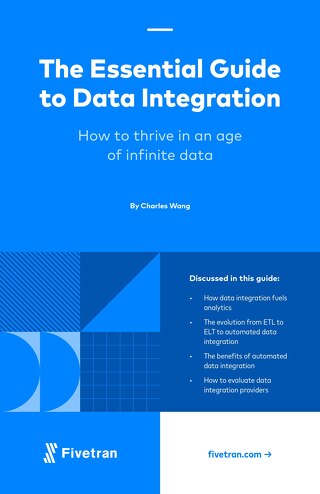 The Essential Guide
to Data Integration
How to thrive in an age
of infinite data
By Charles Wang
Discussed in this guide:
• How data integration fuels
analytics
• The evolution from ETL to
ELT to automated data
integration
• The benefits of automated
data integration
• How to evaluate data
integration providers
Fivetran
fivetran.com →